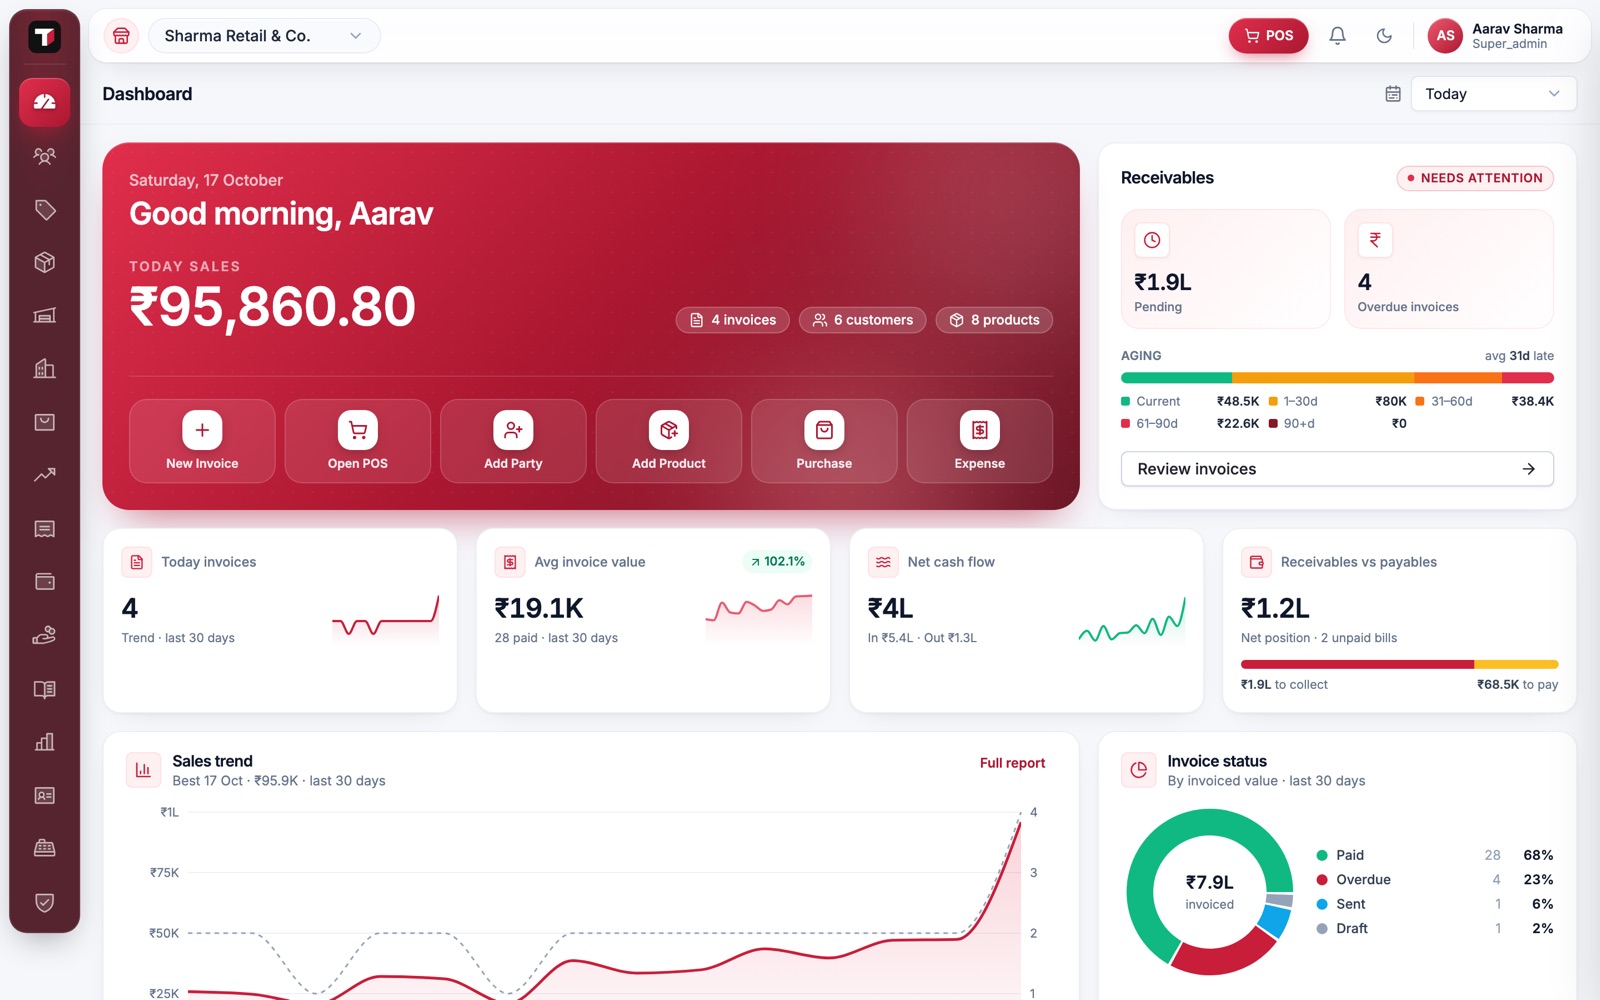 T
Sharma Retail & Co.
POS
AS
Aarav Sharma
Super_admin
Dashboard
Today
Saturday, 17 October
Good morning, Aarav
TODAY SALES
₹95,860.80
4 invoices
6 customers
8 products
New Invoice
Open POS
Add Party
Add Product
Purchase
Expense
Receivables
NEEDS ATTENTION
₹
₹1.9L
Pending
4
Overdue invoices
AGING
avg 31d late
Current ₹48.5K
1–30d ₹80K
31–60d ₹38.4K
61–90d ₹22.6K
90+d ₹0
Review invoices
Today invoices
4
Trend · last 30 days
Avg invoice value
102.1%
₹19.1K
28 paid · last 30 days
Net cash flow
₹4L
In ₹5.4L · Out ₹1.3L
Receivables vs payables
₹1.2L
Net position · 2 unpaid bills
₹1.9L to collect
₹68.5K to pay
Sales trend
Best 17 Oct · ₹95.9K · last 30 days
Full report
₹1L
₹75K
₹50K
₹25K
4
3
2
1
Invoice status
By invoiced value · last 30 days
₹7.9L
invoiced
Paid 28 68%
Overdue 4 23%
Sent 1 6%
Draft 1 2%